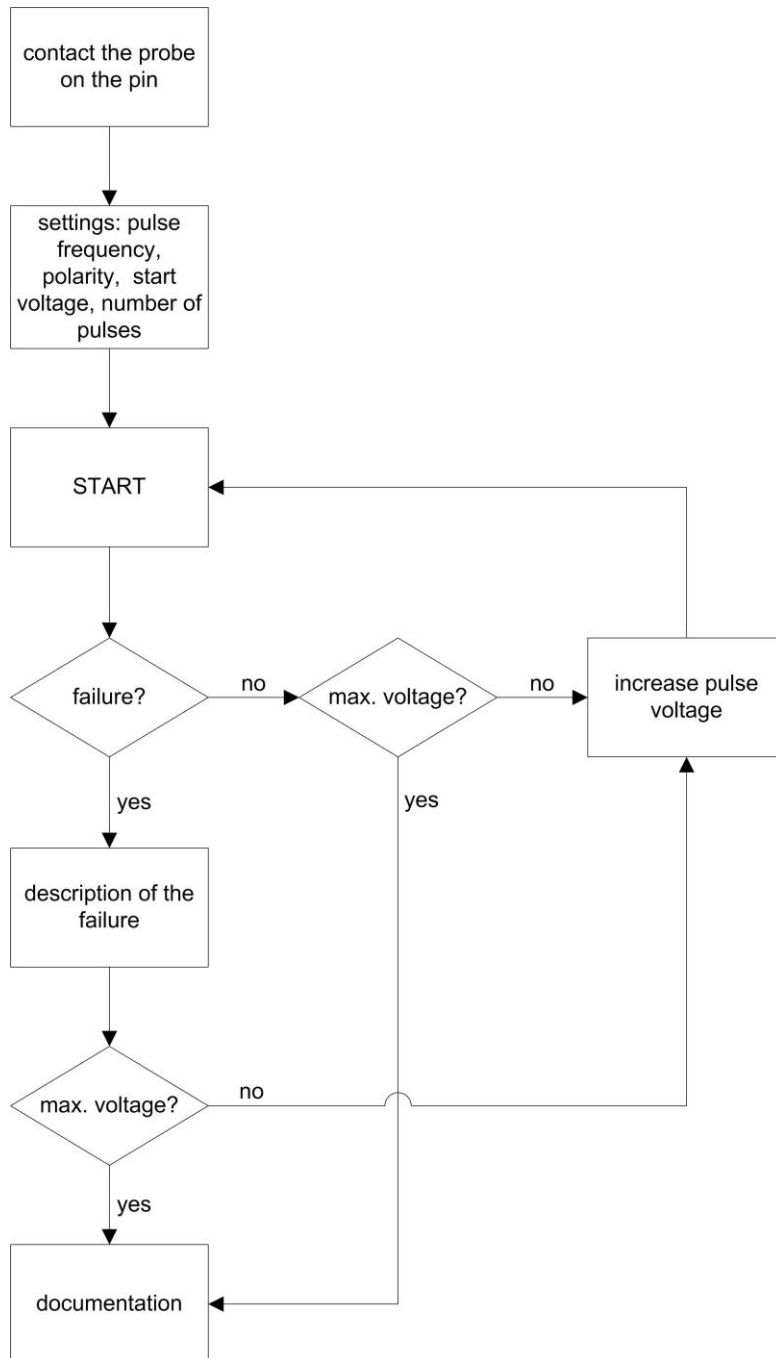 contact the probe
on the pin
settings: pulse
frequency,
polarity, start
voltage, number of
pulses
START
failure?
no
max. voltage?
no
increase pulse
voltage
yes
yes
description of the
failure
max. voltage?
no
yes
documentation